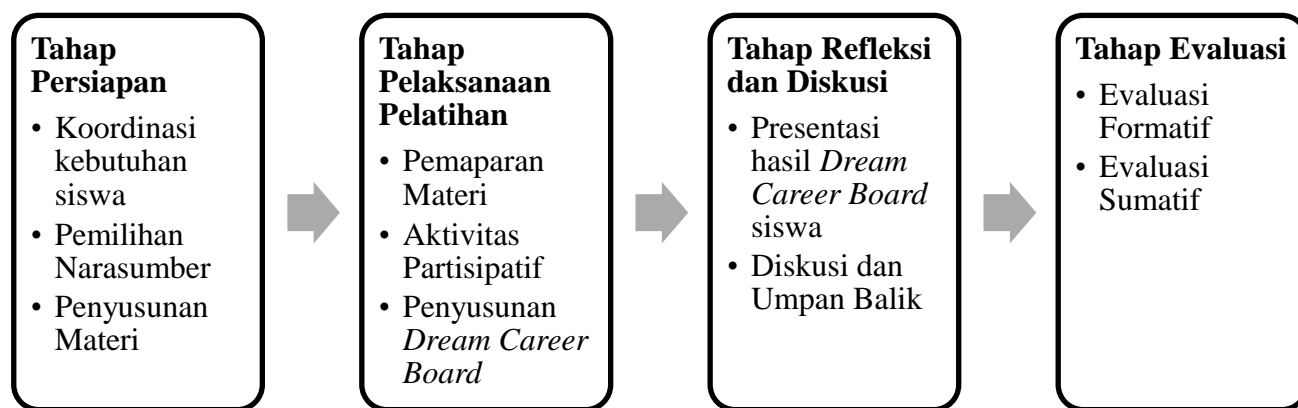 Tahap
Persiapan
• Koordinasi
kebutuhan
siswa
• Pemilihan
Narasumber
• Penyusunan
Materi
Tahap
Pelaksanaan
Pelatihan
• Pemaparan
Materi
• Aktivitas
Partisipatif
• Penyusunan
Dream Career
Board
Tahap Refleksi
dan Diskusi
• Presentasi
hasil Dream
Career Board
siswa
• Diskusi dan
Umpan Balik
Tahap Evaluasi
• Evaluasi
Formatif
• Evaluasi
Sumatif